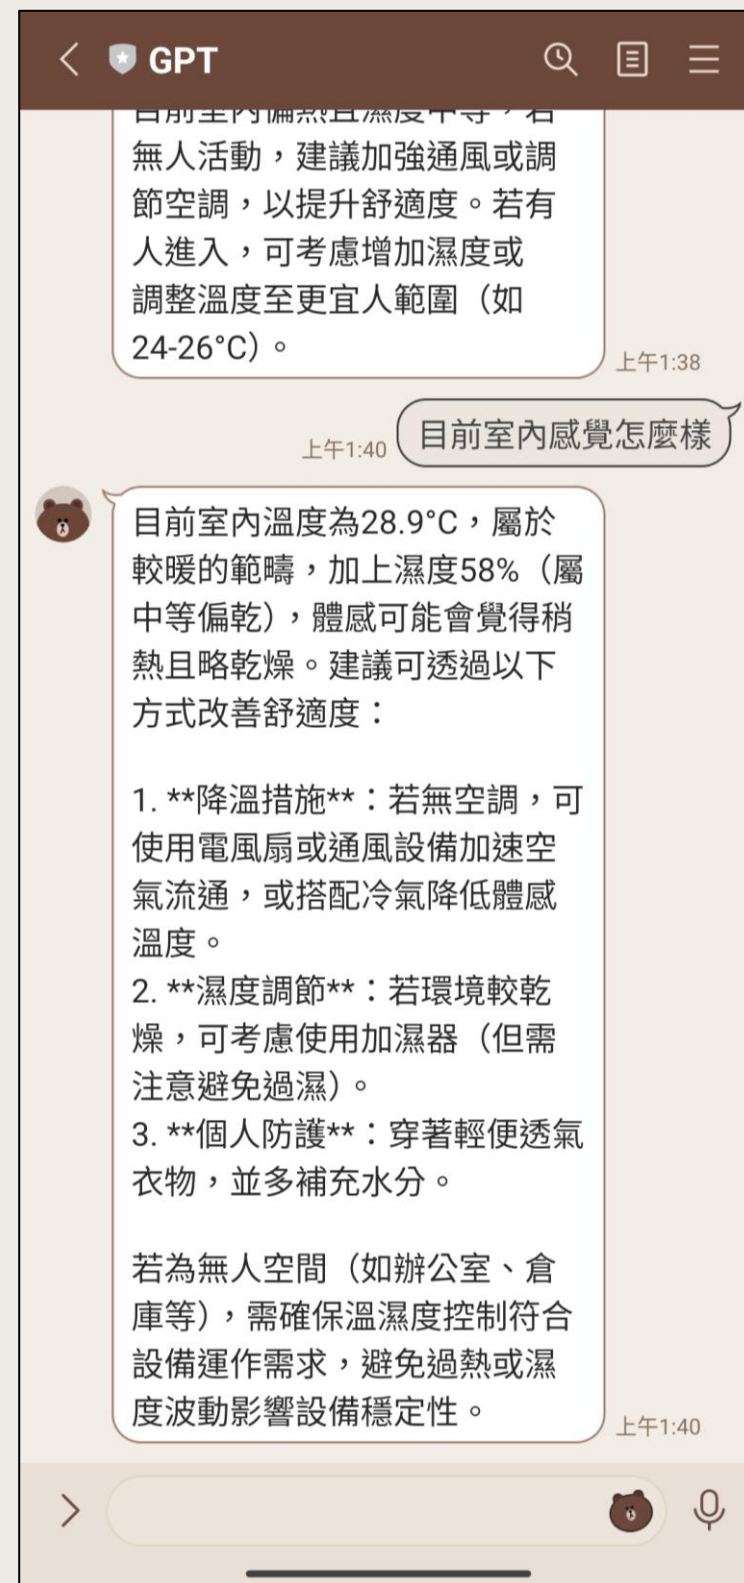 GPT
目前室內偏熱且濕度中等，若
無人活動，建議加強通風或調
節空調，以提升舒適度。若有
人進入，可考慮增加濕度或
調整溫度至更宜人範圍（如
24-26°C）。
上午1:38
目前室內感覺怎麼樣
上午1:40
目前室內溫度為28.9°C，屬於
較暖的範疇，加上濕度58%（屬
中等偏乾），體感可能會覺得稍
熱且略乾燥。建議可透過以下
方式改善舒適度：
1. **降溫措施**：若無空調，可
使用電風扇或通風設備加速空
氣流通，或搭配冷氣降低體感
溫度。
2. **濕度調節**：若環境較乾
燥，可考慮使用加濕器（但需
注意避免過濕）。
3. **個人防護**：穿著輕便透氣
衣物，並多補充水分。
若為無人空間（如辦公室、倉
庫等），需確保溫濕度控制符合
設備運作需求，避免過熱或濕
度波動影響設備穩定性。
上午1:40